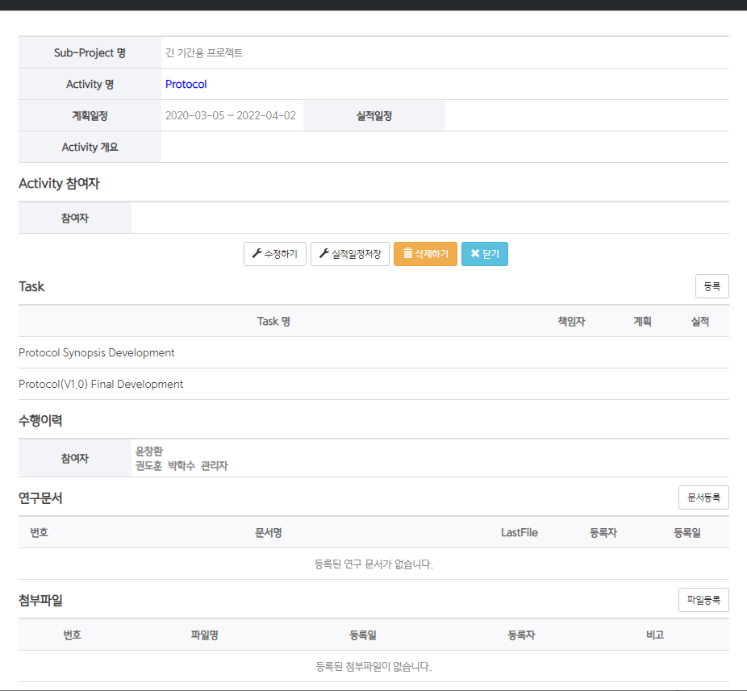 Sub-Project 명 긴 기간용 프로젝트
Activity 명 Protocol
계획일정 2020-03-05 ~ 2022-04-02 실적일정
Activity 개요
Activity 참여자
참여자
수정하기 실적일정저장 삭제하기 닫기
Task 등록
Task 명 책임자 계획 실적
Protocol Synopsis Development
Protocol(V1.0) Final Development
수행이력
참여자 윤창환
권도훈 박학수 관리자
연구문서 문서등록
번호 문서명 LastFile 등록자 등록일
등록된 연구 문서가 없습니다.
첨부파일 파일등록
번호 파일명 등록일 등록자 비고
등록된 첨부파일이 없습니다.